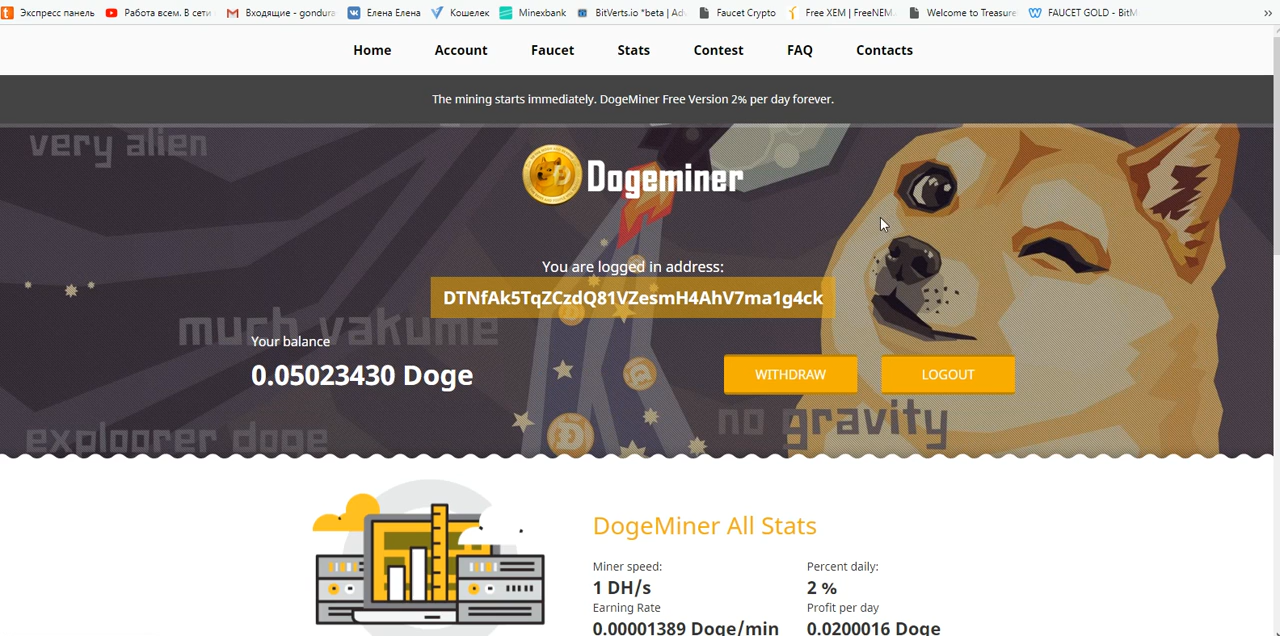 Экспресс панель Работа всем. В сети Входящие - gondura Елена Елена Кошелек Minexbank BitVerts.io *beta | Ad Faucet Crypto Free XEM | FreeNEM Welcome to Treasure FAUCET GOLD - BitM »
Home Account Faucet Stats Contest FAQ Contacts
The mining starts immediately. DogeMiner Free Version 2% per day forever.
very alien
Dogeminer
You are logged in address:
DTNfAk5TqZCzdQ81VZesmH4AhV7ma1g4ck
much vakume
Your balance
0.05023430 Doge
WITHDRAW LOGOUT
no gravity
exploorer doge
DogeMiner All Stats
Miner speed: Percent daily:
1 DH/s 2 %
Earning Rate Profit per day
0.00001389 Doge/min 0.0200016 Doge